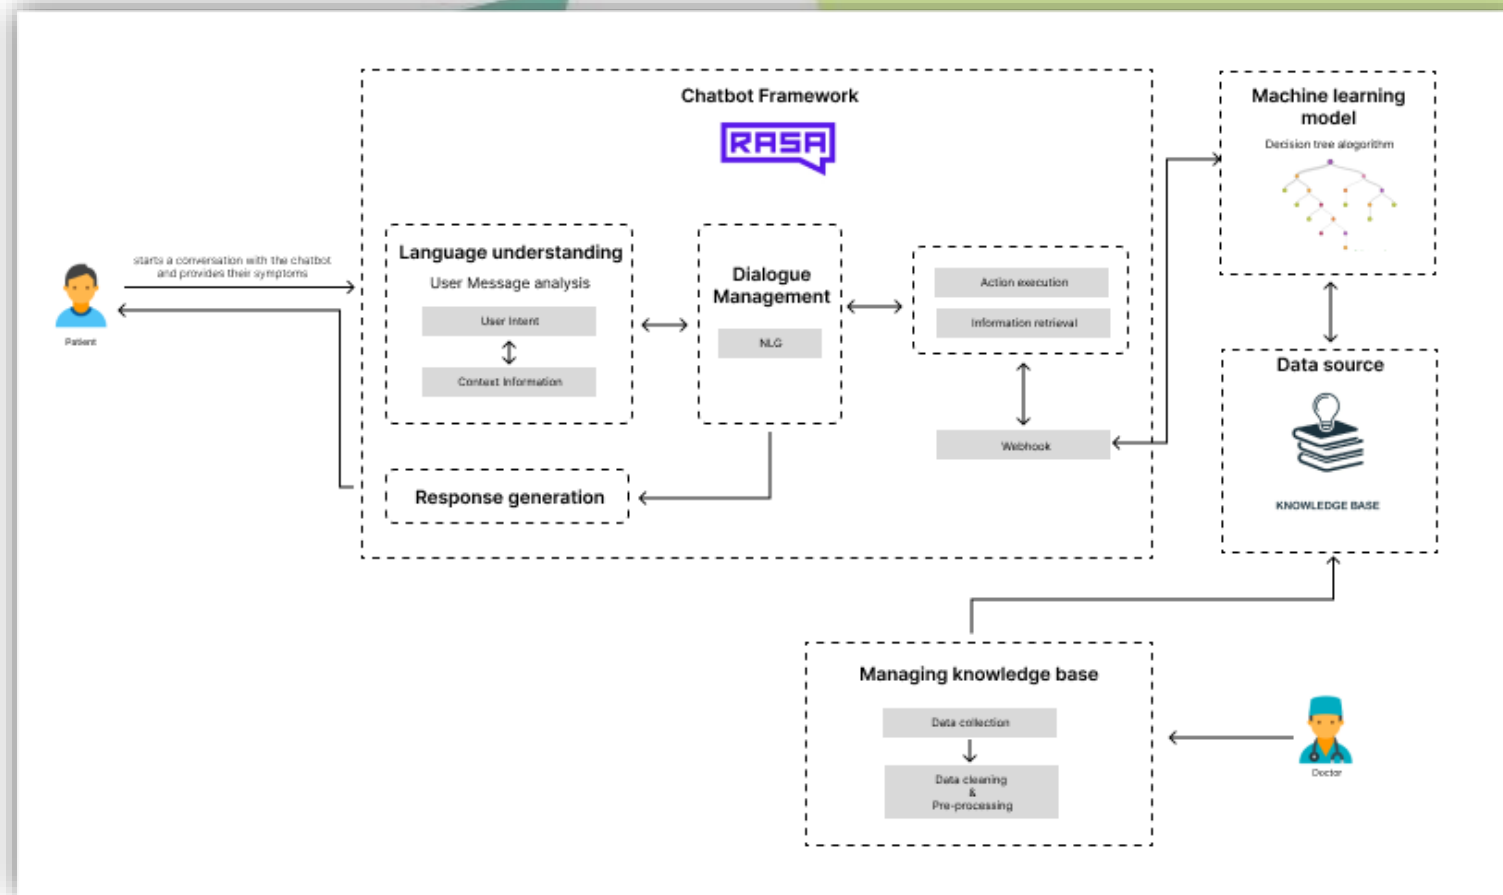 Chatbot Framework
RASA
Machine learning
model
Decision tree alogorithm
starts a conversation with the chatbot
and provides their symptoms
Patient
Language understanding
User Message analysis
User Intent
Context Information
Dialogue
Management
NLG
Action execution
Information retrieval
Webhook
Response generation
Data source
KNOWLEDGE BASE
Managing knowledge base
Data collection
Data cleaning
&
Pre-processing
Doctor